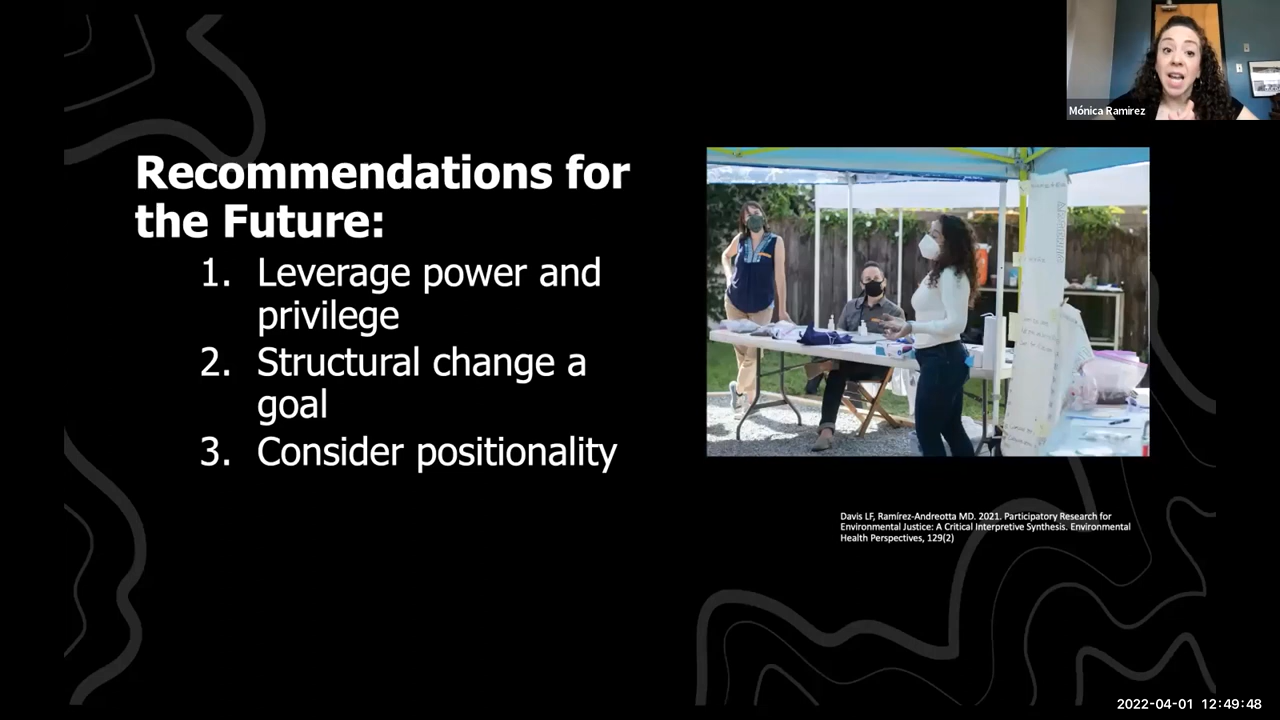 Mónica Ramirez
Recommendations for
the Future:
1. Leverage power and
privilege
2. Structural change a
goal
3. Consider positionality
Davis LF, Ramírez-Andreotta MD. 2021. Participatory Research for
Environmental Justice: A Critical Interpretive Synthesis. Environmental
Health Perspectives, 129(2)
2022-04-01 12:49:48